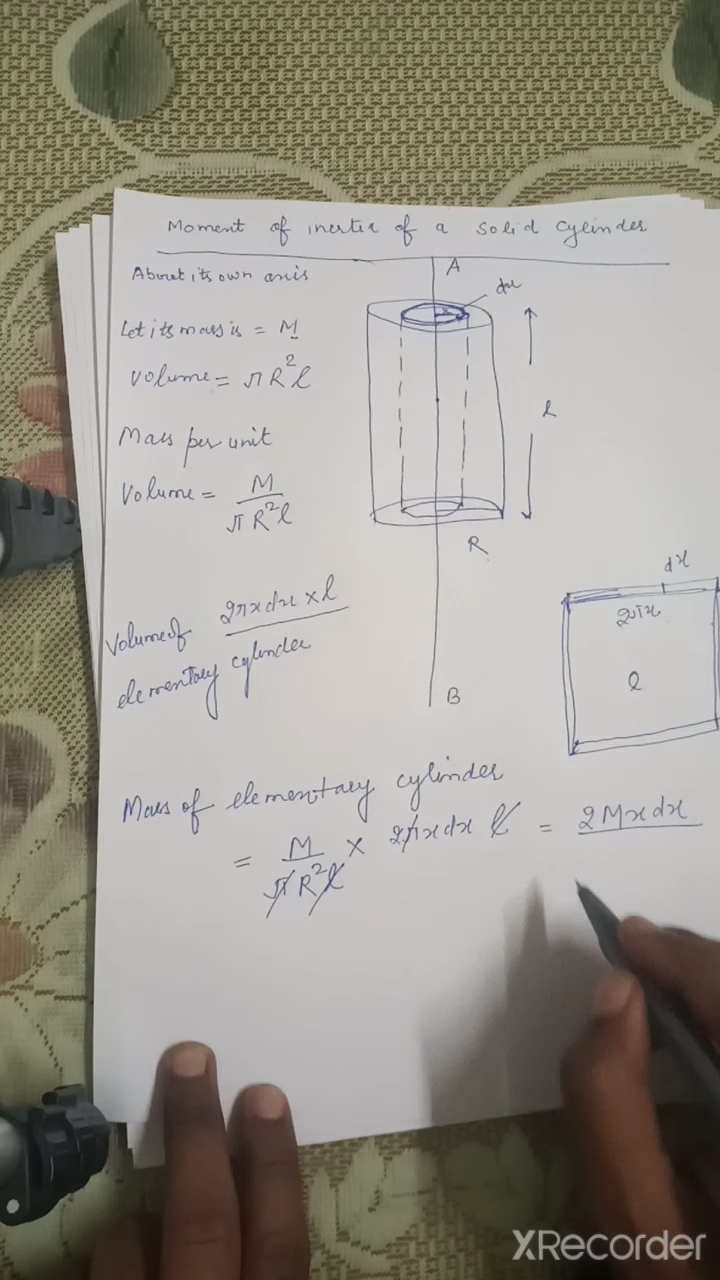 Moment of inertia of a solid cylinder
About its own axis
Let its mass is = M
Volume = πR²l
Mass per unit
Volume = M / πR²l
A
dx
l
R
B
Volume of 2πx dx × l
elementary cylinder
dx
2πx
l
Mass of elementary cylinder
= M / πR²l × 2πx dx l = 2Mx dx
XRecorder